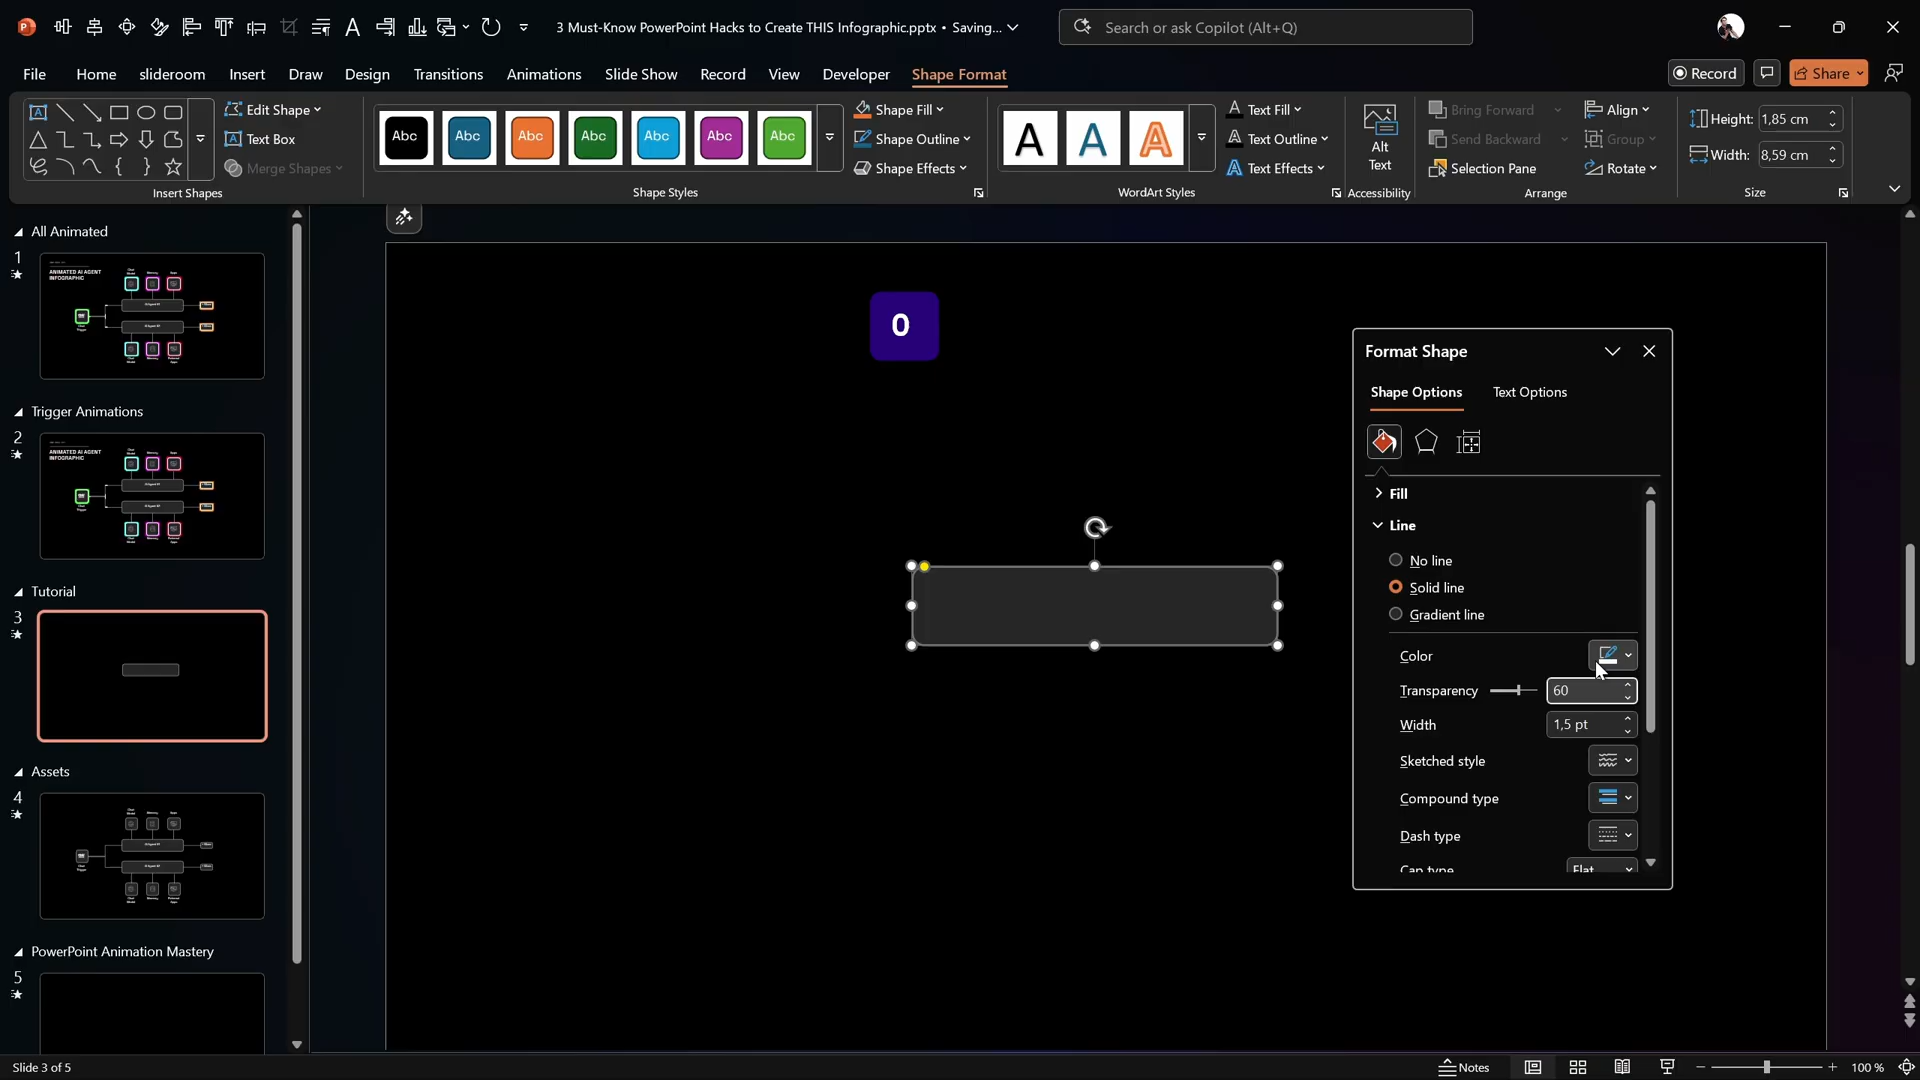 3 Must-Know PowerPoint Hacks to Create THIS Infographic.pptx • Saving...
Search or ask Copilot (Alt+Q)
File
Home
slideroom
Insert
Draw
Design
Transitions
Animations
Slide Show
Record
View
Developer
Shape Format
Record
Share
Edit Shape
Text Box
Merge Shapes
Insert Shapes
Abc
Abc
Abc
Abc
Abc
Abc
Abc
Shape Fill
Shape Outline
Shape Effects
Shape Styles
A
A
A
Text Fill
Text Outline
Text Effects
WordArt Styles
Alt
Text
Accessibility
Bring Forward
Send Backward
Selection Pane
Align
Group
Rotate
Arrange
Height:
1,85 cm
Width:
8,59 cm
Size
All Animated
1
ANIMATED AI AGENT
INFOGRAPHIC
Trigger Animations
2
ANIMATED AI AGENT
INFOGRAPHIC
Tutorial
3
Assets
4
PowerPoint Animation Mastery
5
0
Format Shape
Shape Options
Text Options
Fill
Line
No line
Solid line
Gradient line
Color
Transparency
60
Width
1,5 pt
Sketched style
Compound type
Dash type
Cap type
Flat
Slide 3 of 5
Notes
100 %